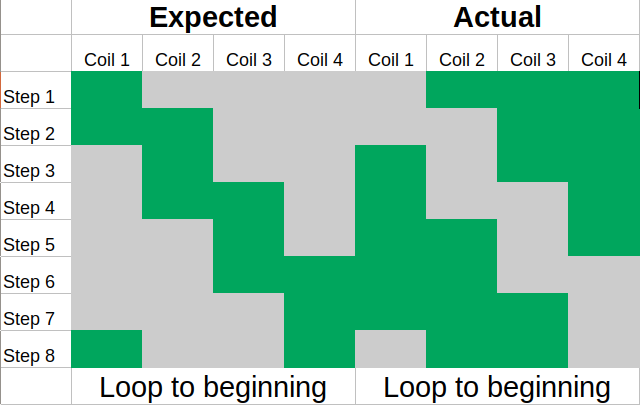 Expected Actual
Coil 1 Coil 2 Coil 3 Coil 4 Coil 1 Coil 2 Coil 3 Coil 4
Step 1
Step 2
Step 3
Step 4
Step 5
Step 6
Step 7
Step 8
Loop to beginning Loop to beginning